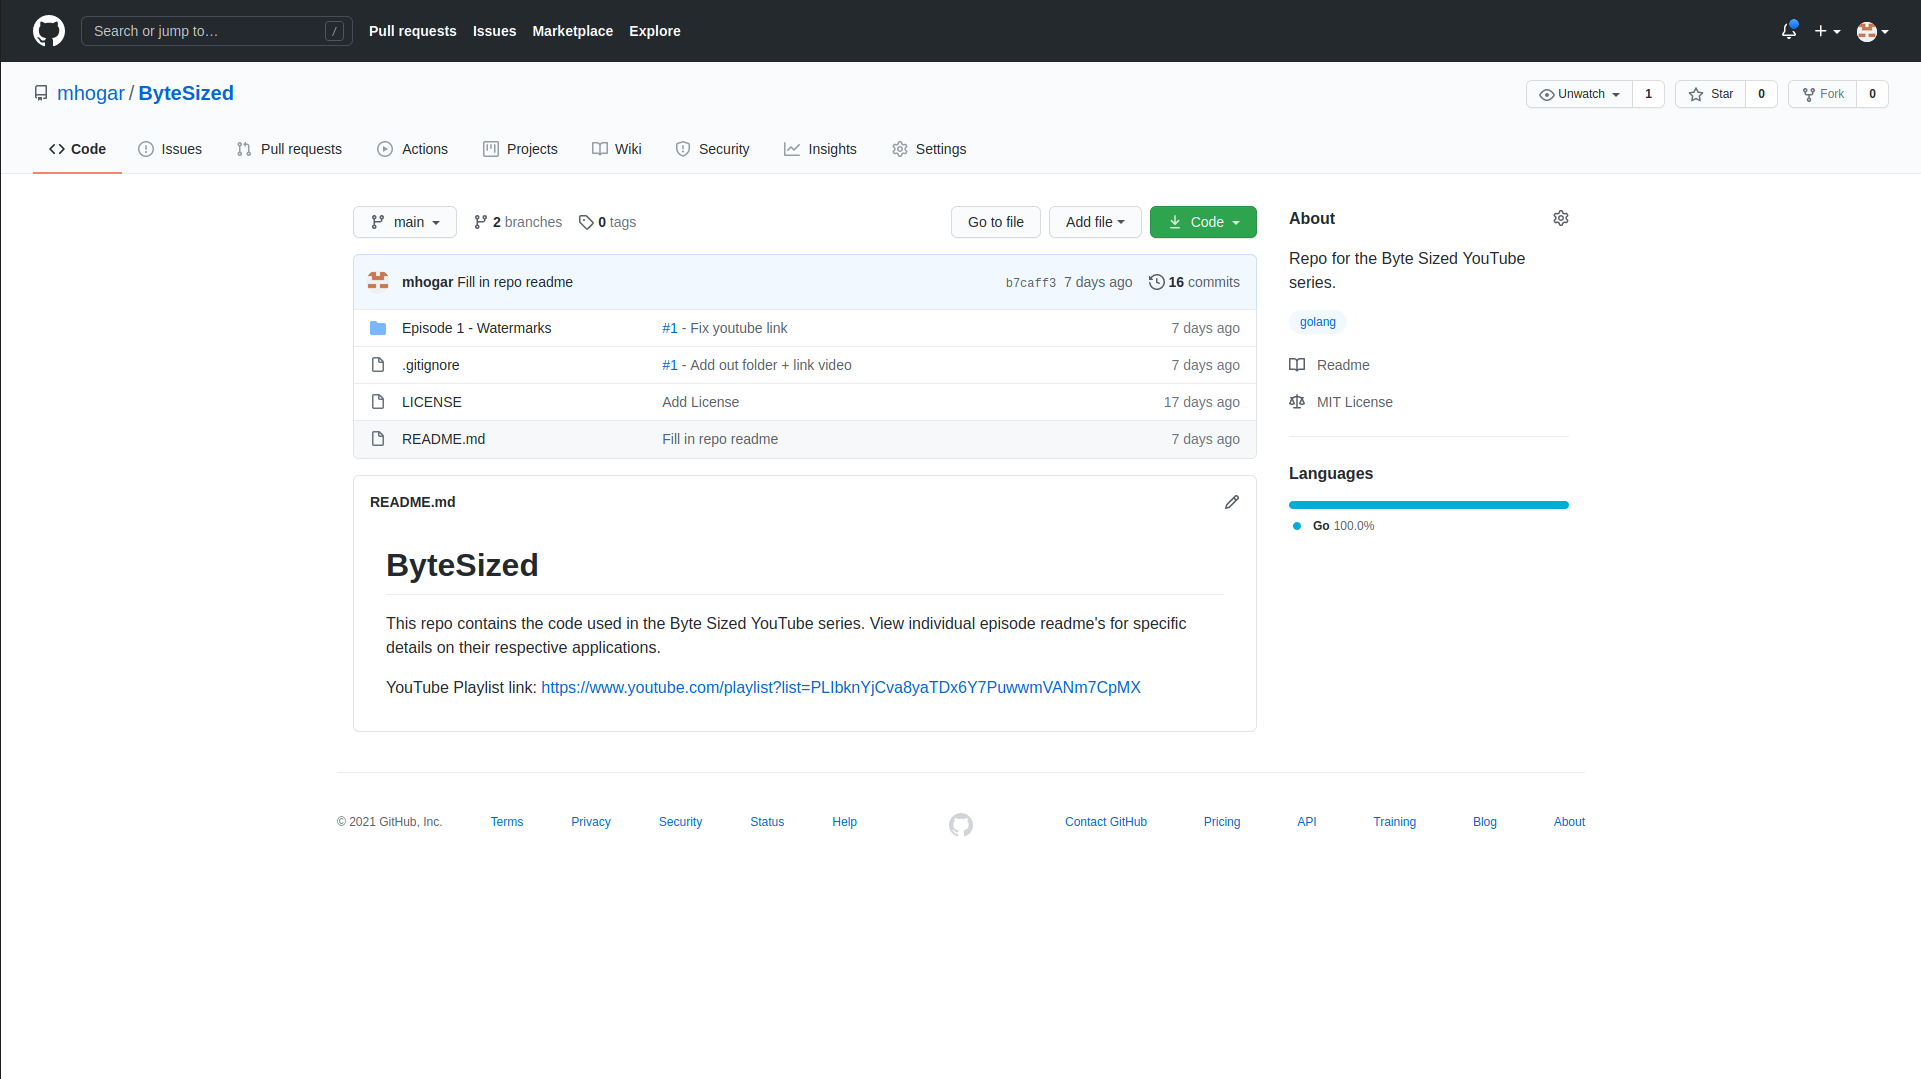 Search or jump to… /
Pull requests Issues Marketplace Explore
mhogar / ByteSized
Unwatch 1 Star 0 Fork 0
Code Issues Pull requests Actions Projects Wiki Security Insights Settings
main 2 branches 0 tags
Go to file Add file Code
mhogar Fill in repo readme b7caff3 7 days ago 16 commits
Episode 1 - Watermarks #1 - Fix youtube link 7 days ago
.gitignore #1 - Add out folder + link video 7 days ago
LICENSE Add License 17 days ago
README.md Fill in repo readme 7 days ago
README.md
ByteSized
This repo contains the code used in the Byte Sized YouTube series. View individual episode readme's for specific
details on their respective applications.
YouTube Playlist link: https://www.youtube.com/playlist?list=PLIbknYjCva8yaTDx6Y7PuwwmVANm7CpMX
About
Repo for the Byte Sized YouTube
series.
golang
Readme
MIT License
Languages
Go 100.0%
© 2021 GitHub, Inc. Terms Privacy Security Status Help Contact GitHub Pricing API Training Blog About